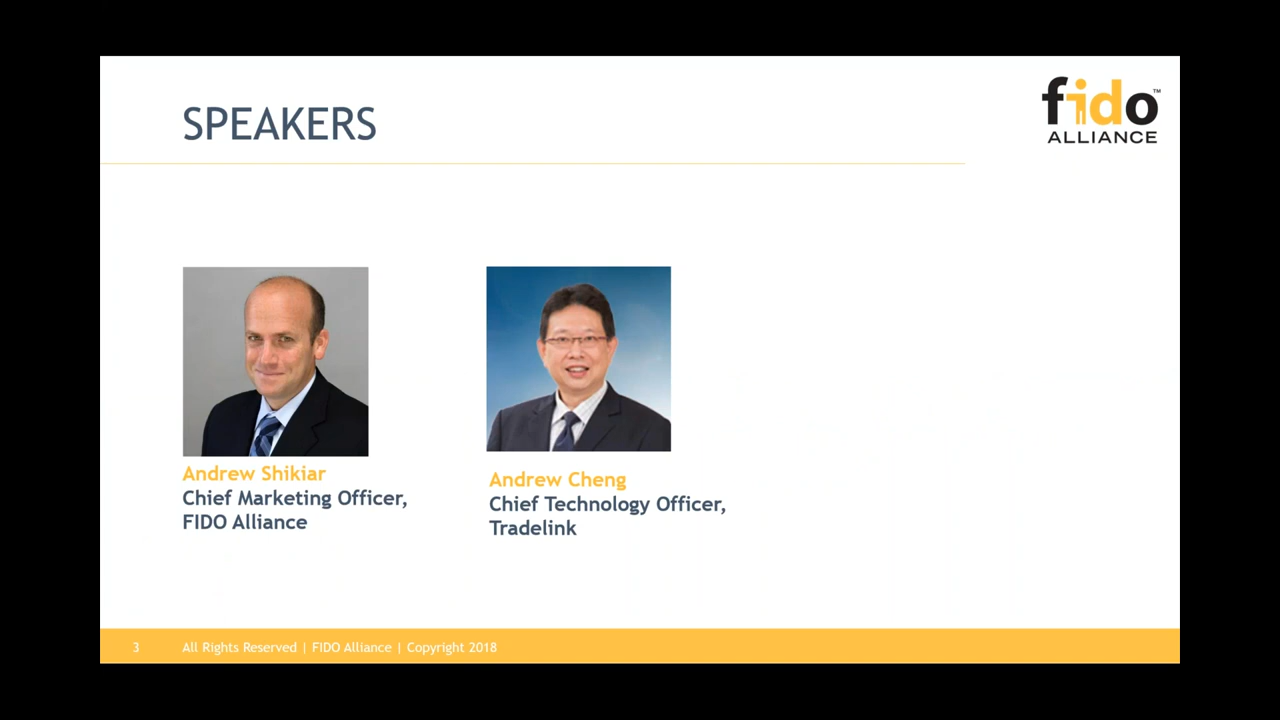 SPEAKERS
fido™
ALLIANCE
Andrew Shikiar
Chief Marketing Officer,
FIDO Alliance
Andrew Cheng
Chief Technology Officer,
Tradelink
3 All Rights Reserved | FIDO Alliance | Copyright 2018